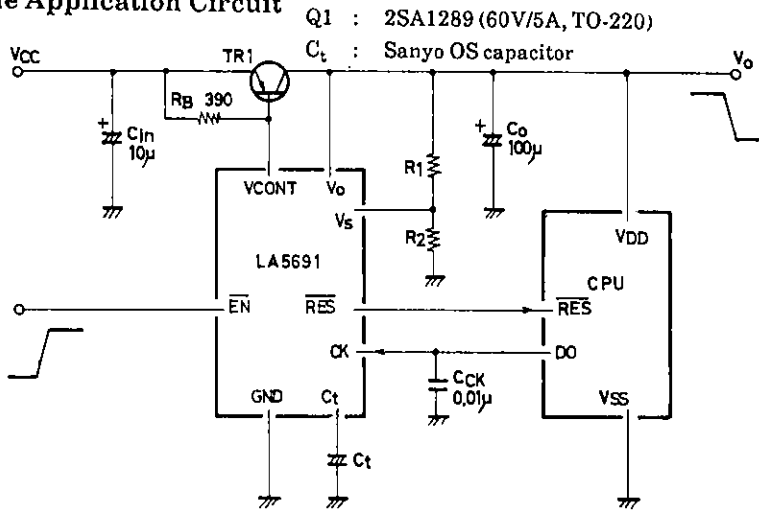 e Application Circuit
Q1 : 2SA1289 (60V/5A, TO-220)
Ct : Sanyo OS capacitor
VCC
TR1
Vo
RB 390
+
Cin
10µ
+
Co
100µ
R1
VCONT
Vo
Vs
R2
VDD
LA5691
CPU
EN
RES
RES
CK
DO
CCK
0,01µ
GND
Ct
VSS
Ct